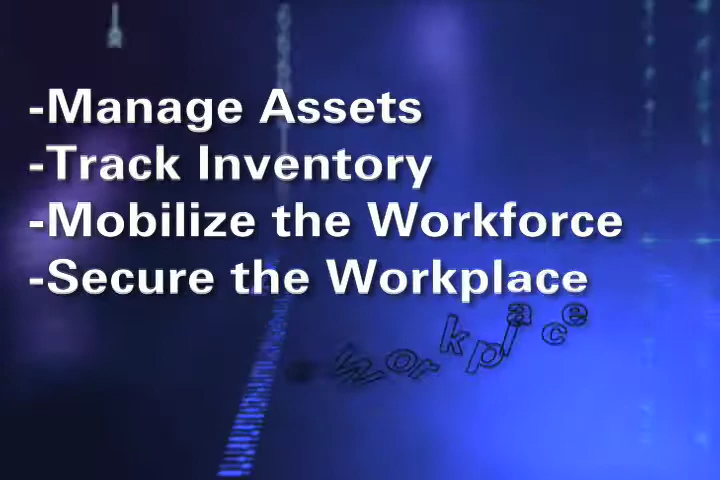 -Manage Assets
-Track Inventory
-Mobilize the Workforce
-Secure the Workplace
Workplace